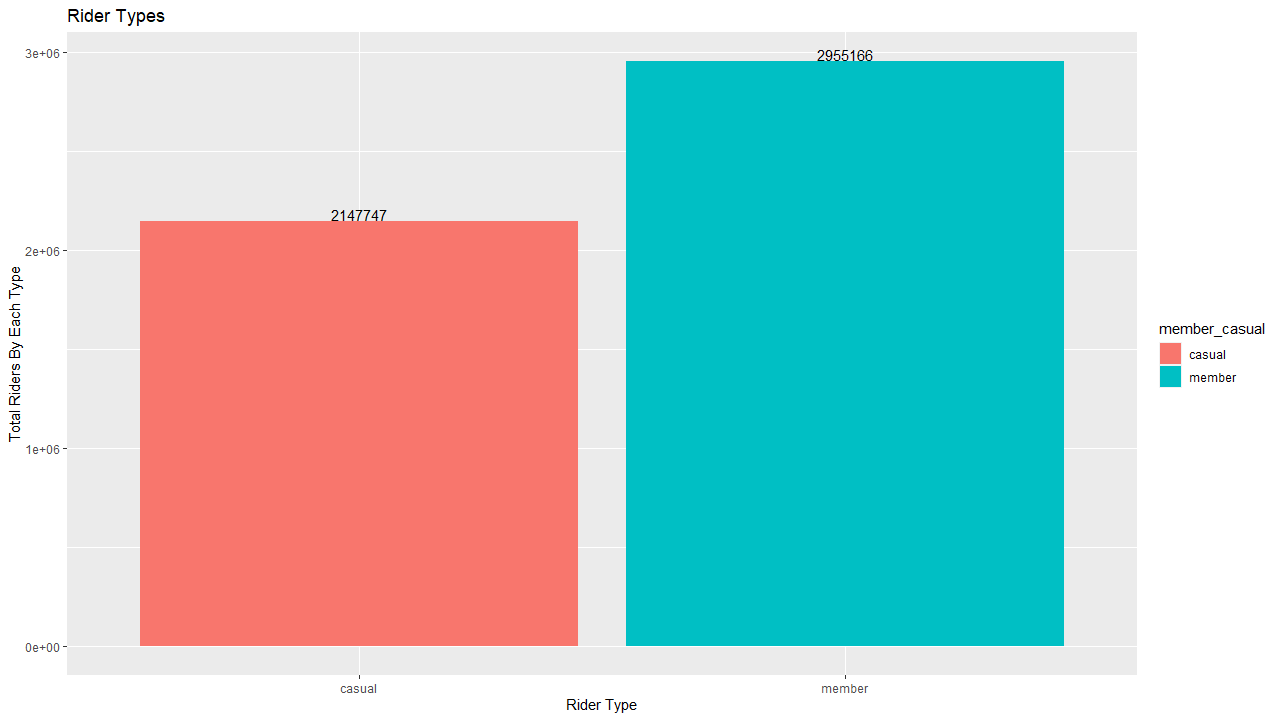 Rider Types
3e+06
2e+06
1e+06
0e+00
Total Riders By Each Type
2147747
2955166
casual
member
Rider Type
member_casual
casual
member